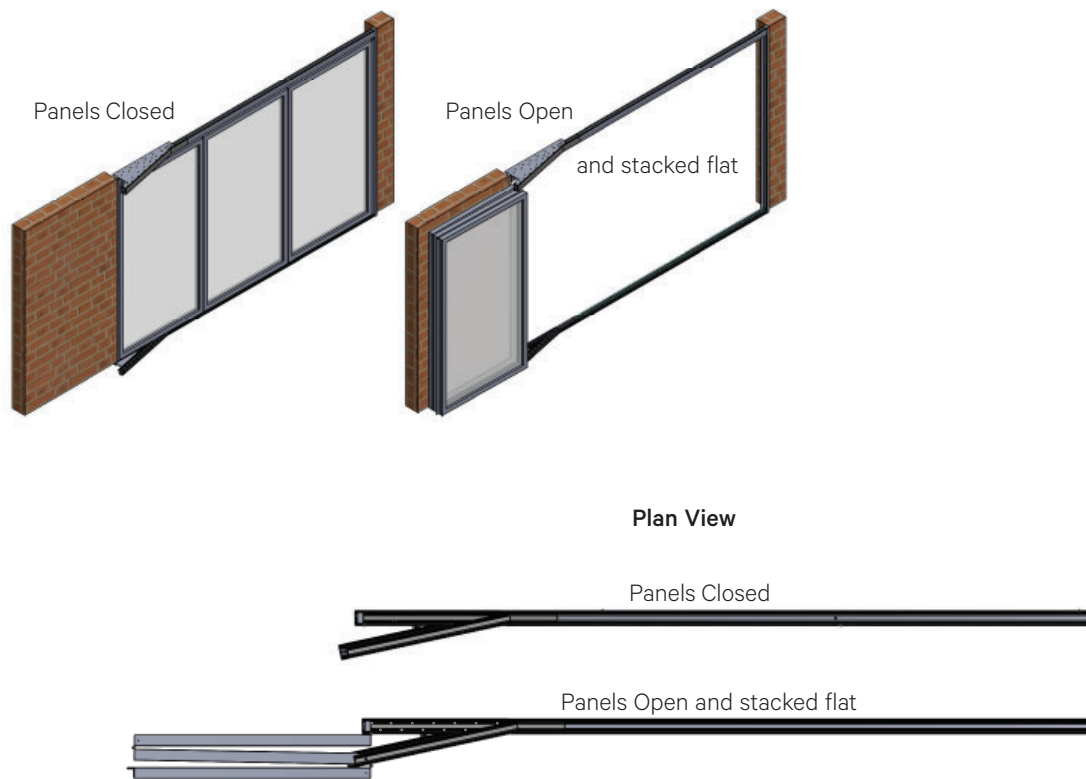 Panels Closed
Panels Open
and stacked flat
Plan View
Panels Closed
Panels Open and stacked flat